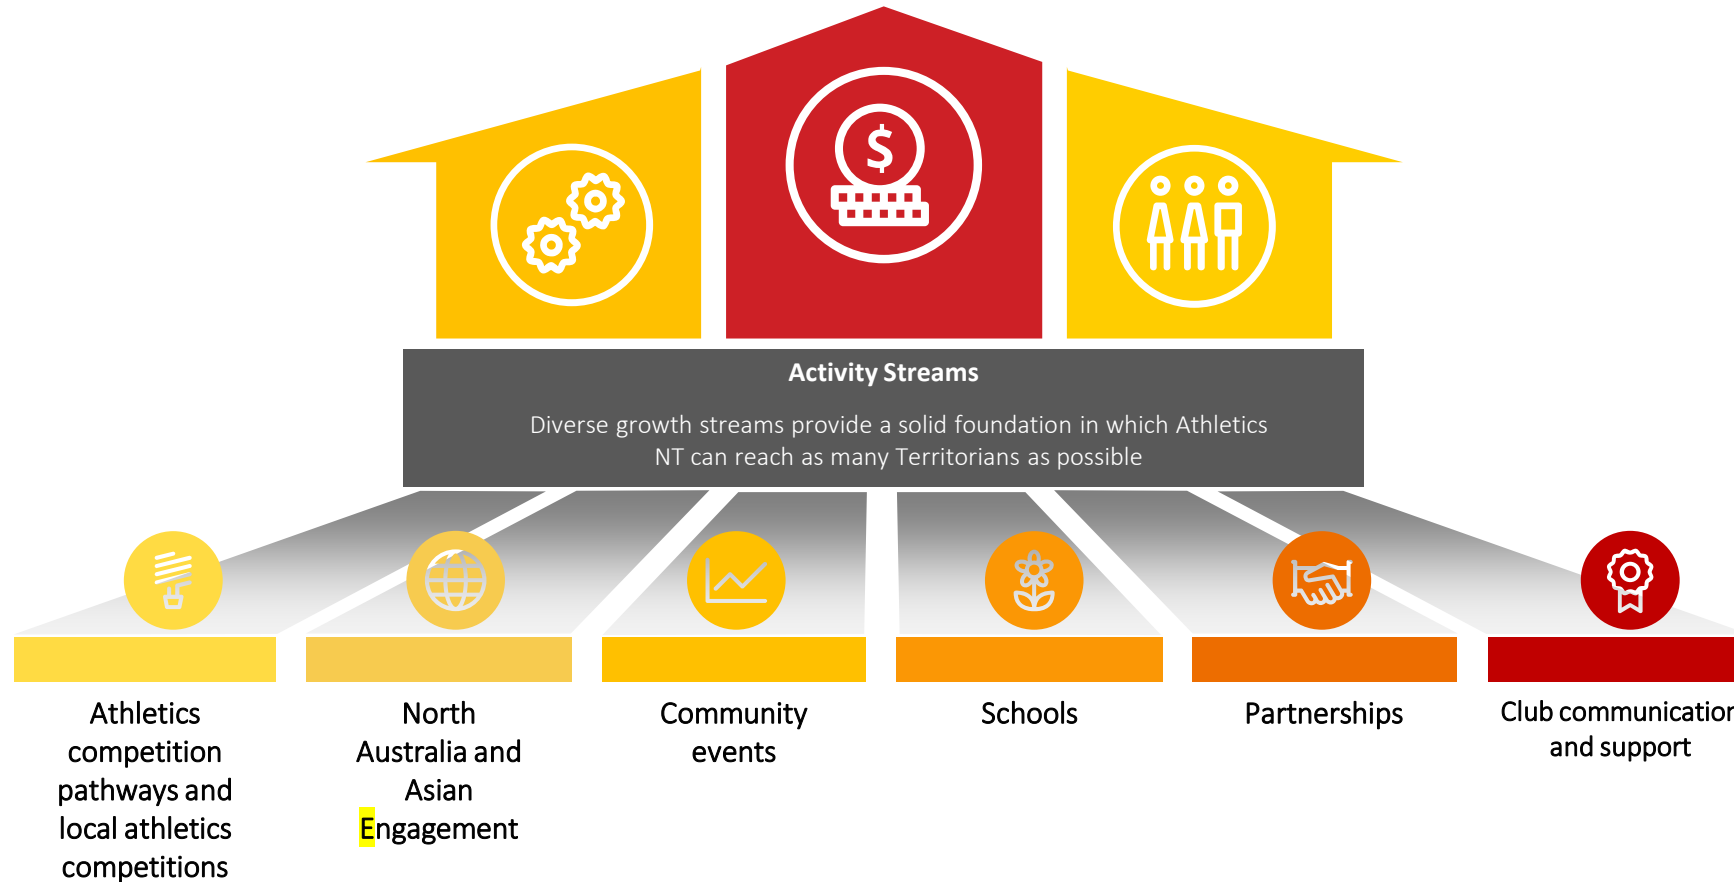 $
Activity Streams
Diverse growth streams provide a solid foundation in which Athletics
NT can reach as many Territorians as possible
Athletics
competition
pathways and
local athletics
competitions
North
Australia and
Asian
Engagement
Community
events
Schools
Partnerships
Club communication
and support